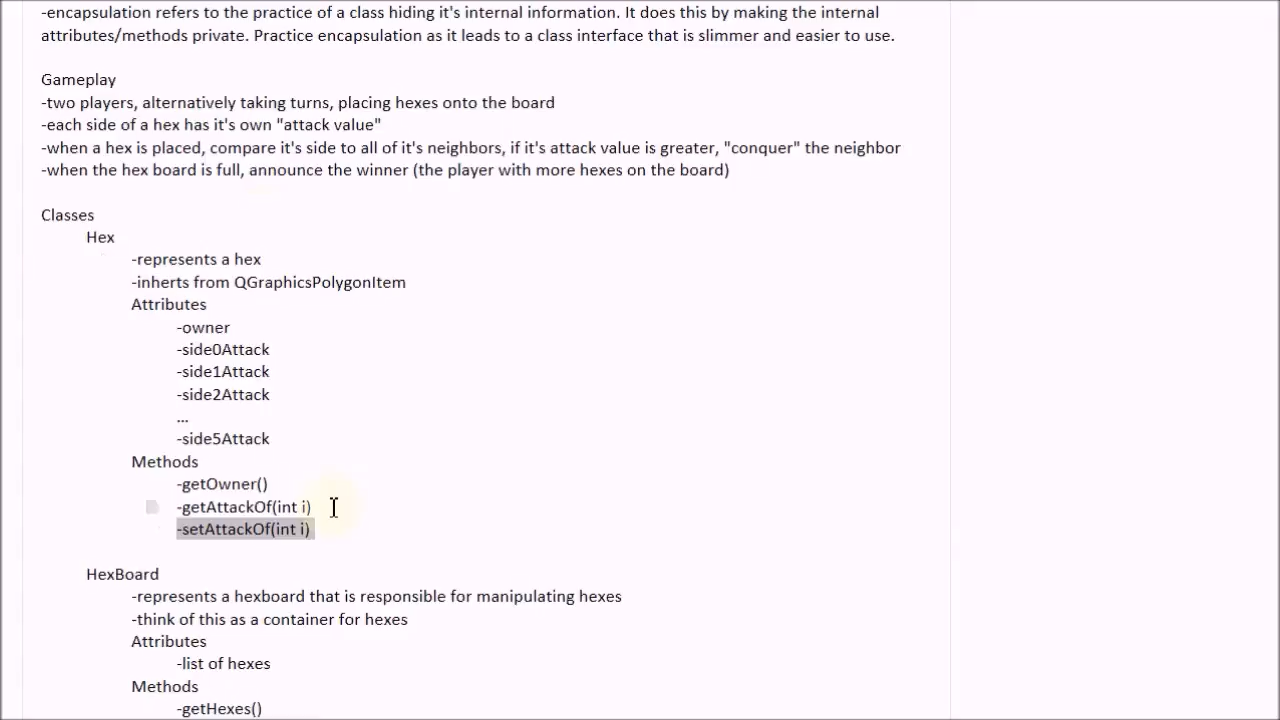 -encapsulation refers to the practice of a class hiding it's internal information. It does this by making the internal
attributes/methods private. Practice encapsulation as it leads to a class interface that is slimmer and easier to use.
Gameplay
-two players, alternatively taking turns, placing hexes onto the board
-each side of a hex has it's own "attack value"
-when a hex is placed, compare it's side to all of it's neighbors, if it's attack value is greater, "conquer" the neighbor
-when the hex board is full, announce the winner (the player with more hexes on the board)
Classes
Hex
-represents a hex
-inherts from QGraphicsPolygonItem
Attributes
-owner
-side0Attack
-side1Attack
-side2Attack
...
-side5Attack
Methods
-getOwner()
-getAttackOf(int i)
-setAttackOf(int i)
HexBoard
-represents a hexboard that is responsible for manipulating hexes
-think of this as a container for hexes
Attributes
-list of hexes
Methods
-getHexes()